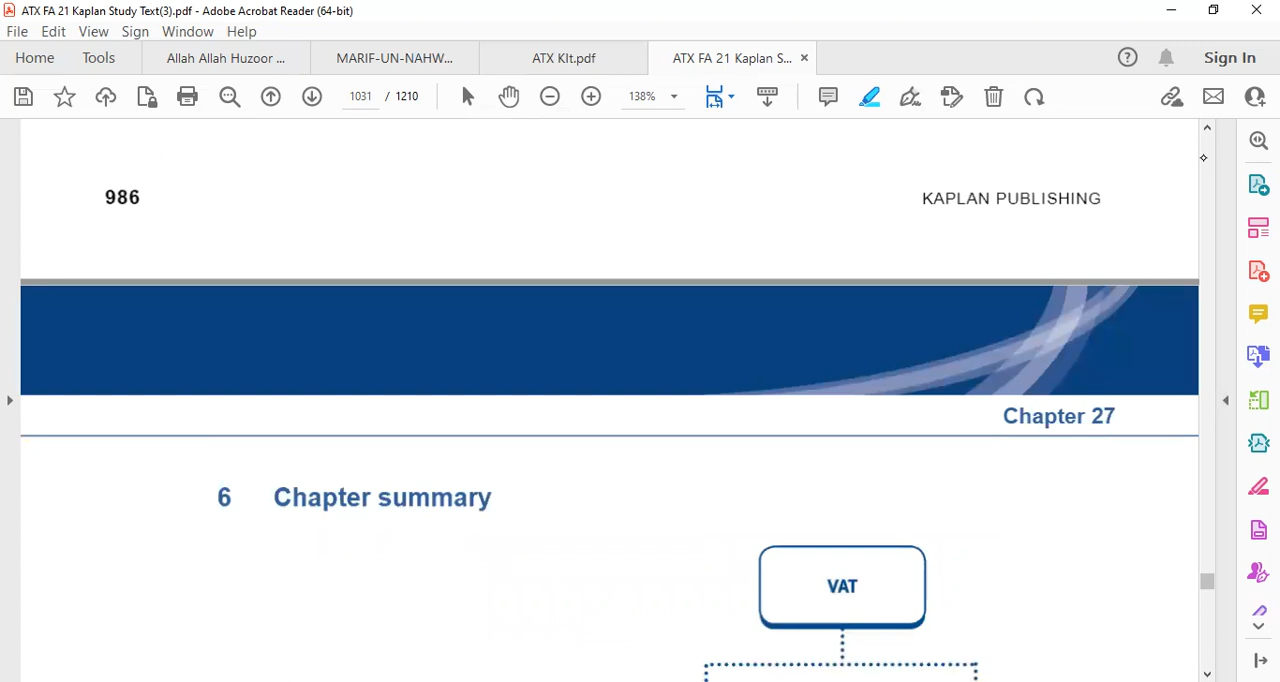 ATX FA 21 Kaplan Study Text(3).pdf - Adobe Acrobat Reader (64-bit)
File Edit View Sign Window Help
Home Tools Allah Allah Huzoor ... MARIF-UN-NAHW... ATX KIt.pdf ATX FA 21 Kaplan S... Sign In
1031 / 1210 138%
986 KAPLAN PUBLISHING
Chapter 27
6 Chapter summary
VAT